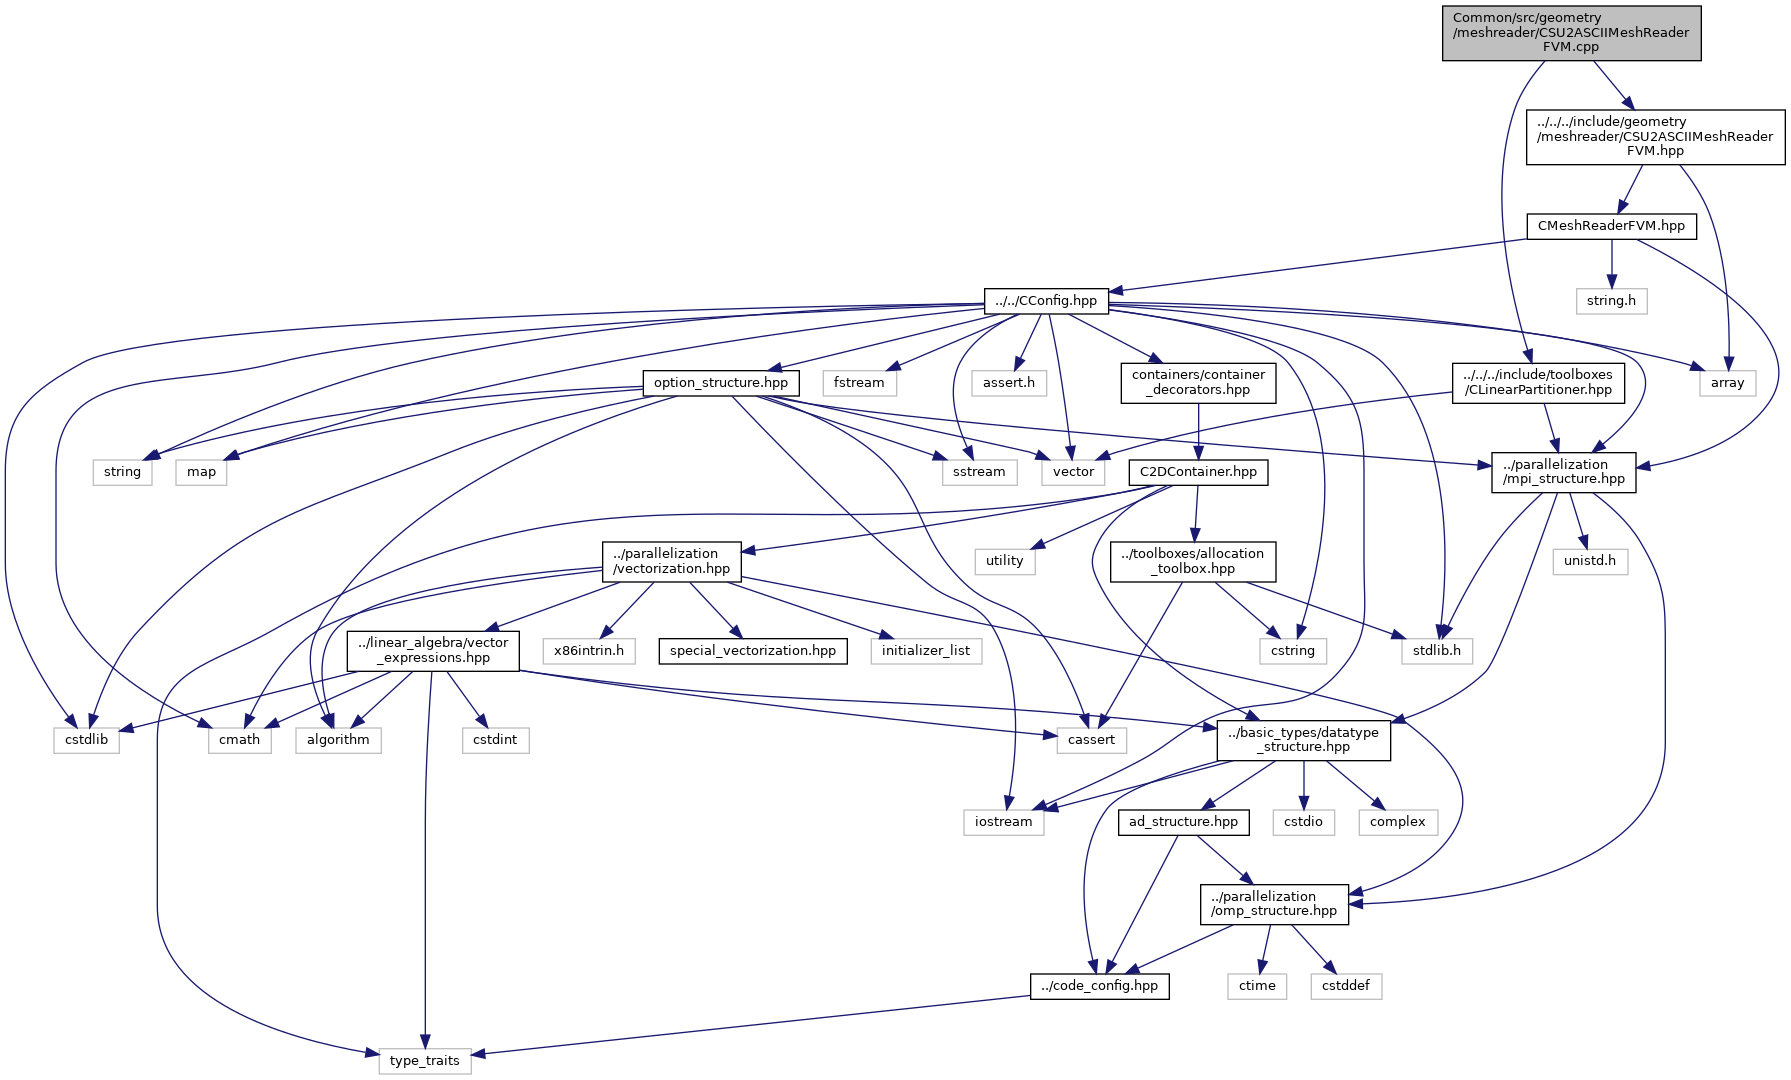 Common/src/geometry
/meshreader/CSU2ASCIIMeshReader
FVM.cpp
../../../include/geometry
/meshreader/CSU2ASCIIMeshReader
FVM.hpp
CMeshReaderFVM.hpp
../../CConfig.hpp
string.h
option_structure.hpp
fstream
assert.h
containers/container
_decorators.hpp
../../../include/toolboxes
/CLinearPartitioner.hpp
array
string
map
sstream
vector
C2DContainer.hpp
../parallelization
/mpi_structure.hpp
../parallelization
/vectorization.hpp
utility
../toolboxes/allocation
_toolbox.hpp
unistd.h
../linear_algebra/vector
_expressions.hpp
x86intrin.h
special_vectorization.hpp
initializer_list
cstring
stdlib.h
cstdlib
cmath
algorithm
cstdint
cassert
../basic_types/datatype
_structure.hpp
iostream
ad_structure.hpp
cstdio
complex
../parallelization
/omp_structure.hpp
../code_config.hpp
ctime
cstddef
type_traits